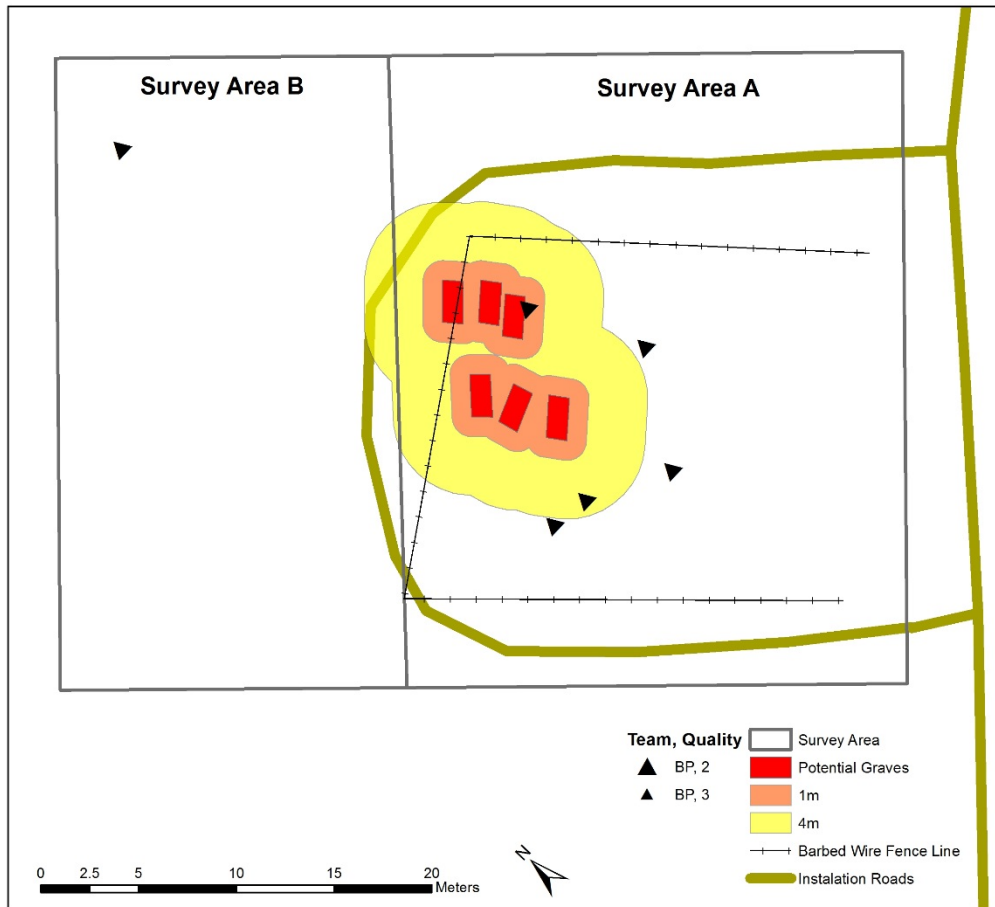 Survey Area B
Survey Area A
Team, Quality
BP, 2
BP, 3
Survey Area
Potential Graves
1m
4m
Barbed Wire Fence Line
Instalation Roads
N
0 2.5 5 10 15 20
Meters